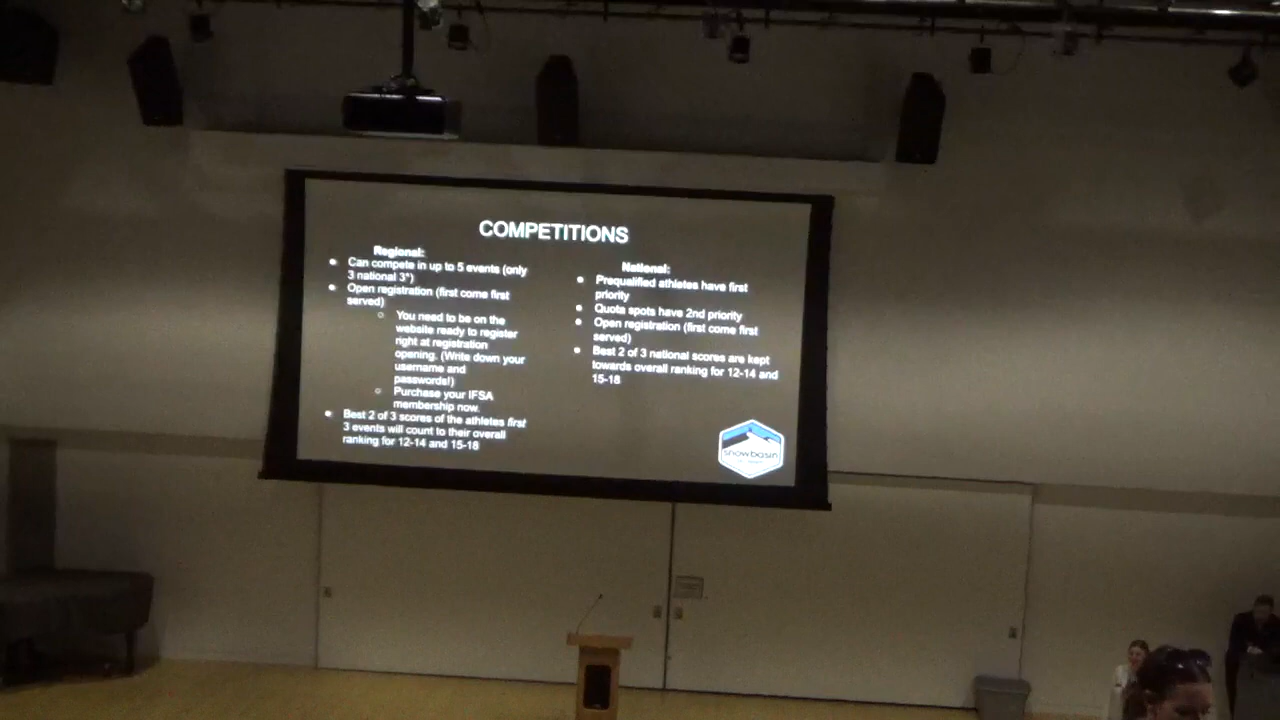 COMPETITIONS
Regional:
Can compete in up to 5 events (only
3 national 3*)
Open registration (first come first
served)
You need to be on the
website ready to register
right at registration
opening. (Write down your
username and
passwords!)
Purchase your IFSA
membership now.
Best 2 of 3 scores of the athletes first
3 events will count to their overall
ranking for 12-14 and 15-18
National:
Prequalified athletes have first
priority
Quota spots have 2nd priority
Open registration (first come first
served)
Best 2 of 3 national scores are kept
towards overall ranking for 12-14 and
15-18
snowbasin